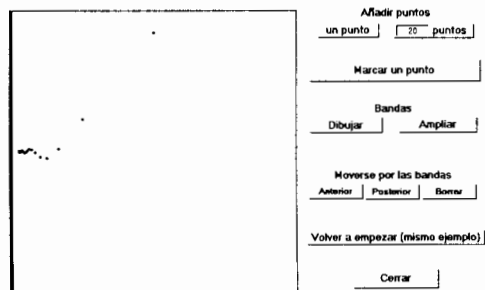 Añadir puntos
un punto 20 puntos
Marcar un punto
Bandas
Dibujar Ampliar
Moverse por las bandas
Anterior Posterior Borrar
Volver a empezar (mismo ejemplo)
Cerrar